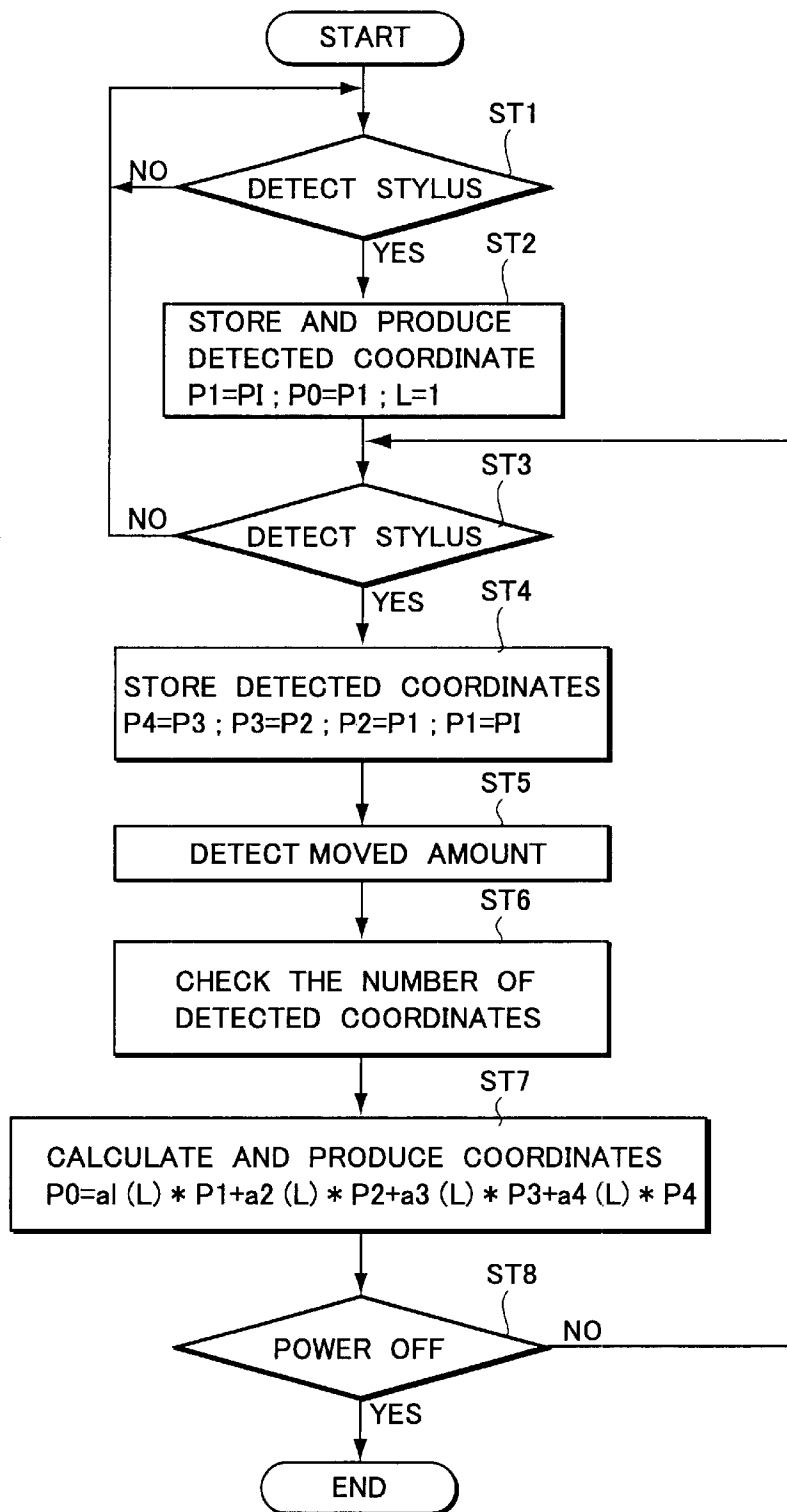 START
ST1
NO
DETECT STYLUS
YES
ST2
STORE AND PRODUCE
DETECTED COORDINATE
P1=PI ; P0=P1 ; L=1
ST3
NO
DETECT STYLUS
YES
ST4
STORE DETECTED COORDINATES
P4=P3 ; P3=P2 ; P2=P1 ; P1=PI
ST5
DETECT MOVED AMOUNT
ST6
CHECK THE NUMBER OF
DETECTED COORDINATES
ST7
CALCULATE AND PRODUCE COORDINATES
P0=al (L) * P1+a2 (L) * P2+a3 (L) * P3+a4 (L) * P4
ST8
POWER OFF
NO
YES
END